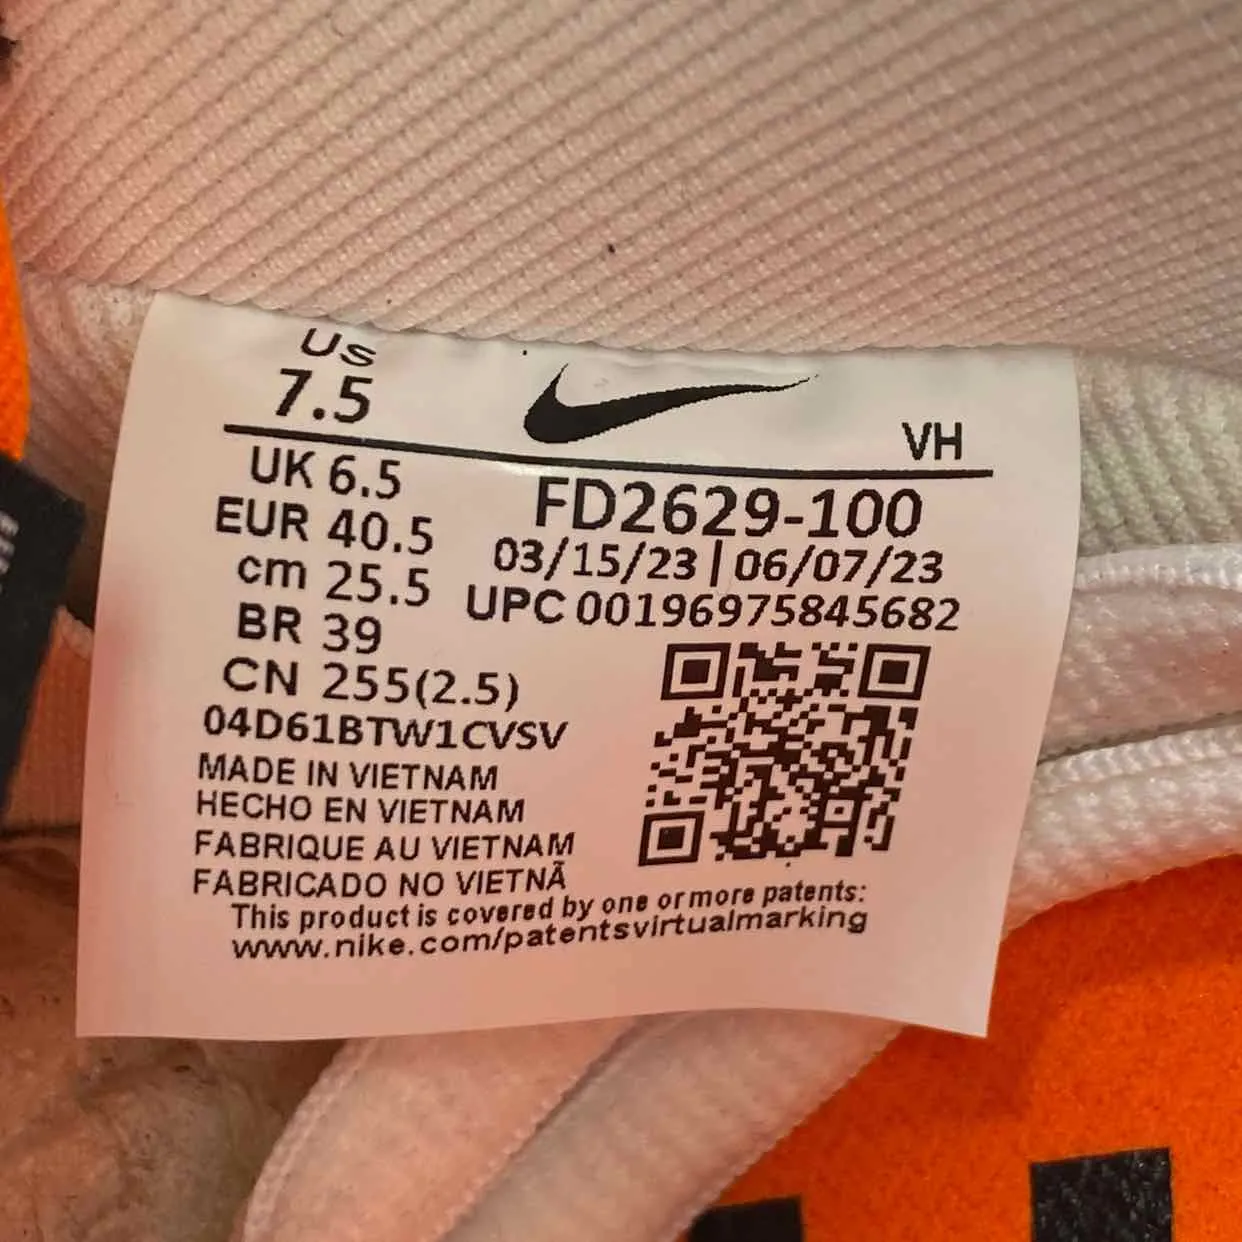 US
7.5
VH
UK 6.5
EUR 40.5
cm 25.5
BR 39
CN 255(2.5)
FD2629-100
03/15/23 | 06/07/23
UPC 00196975845682
04D61BTW1CVSV
MADE IN VIETNAM
HECHO EN VIETNAM
FABRIQUE AU VIETNAM
FABRICADO NO VIETNÃ
This product is covered by one or more patents:
www.nike.com/patentsvirtualmarking